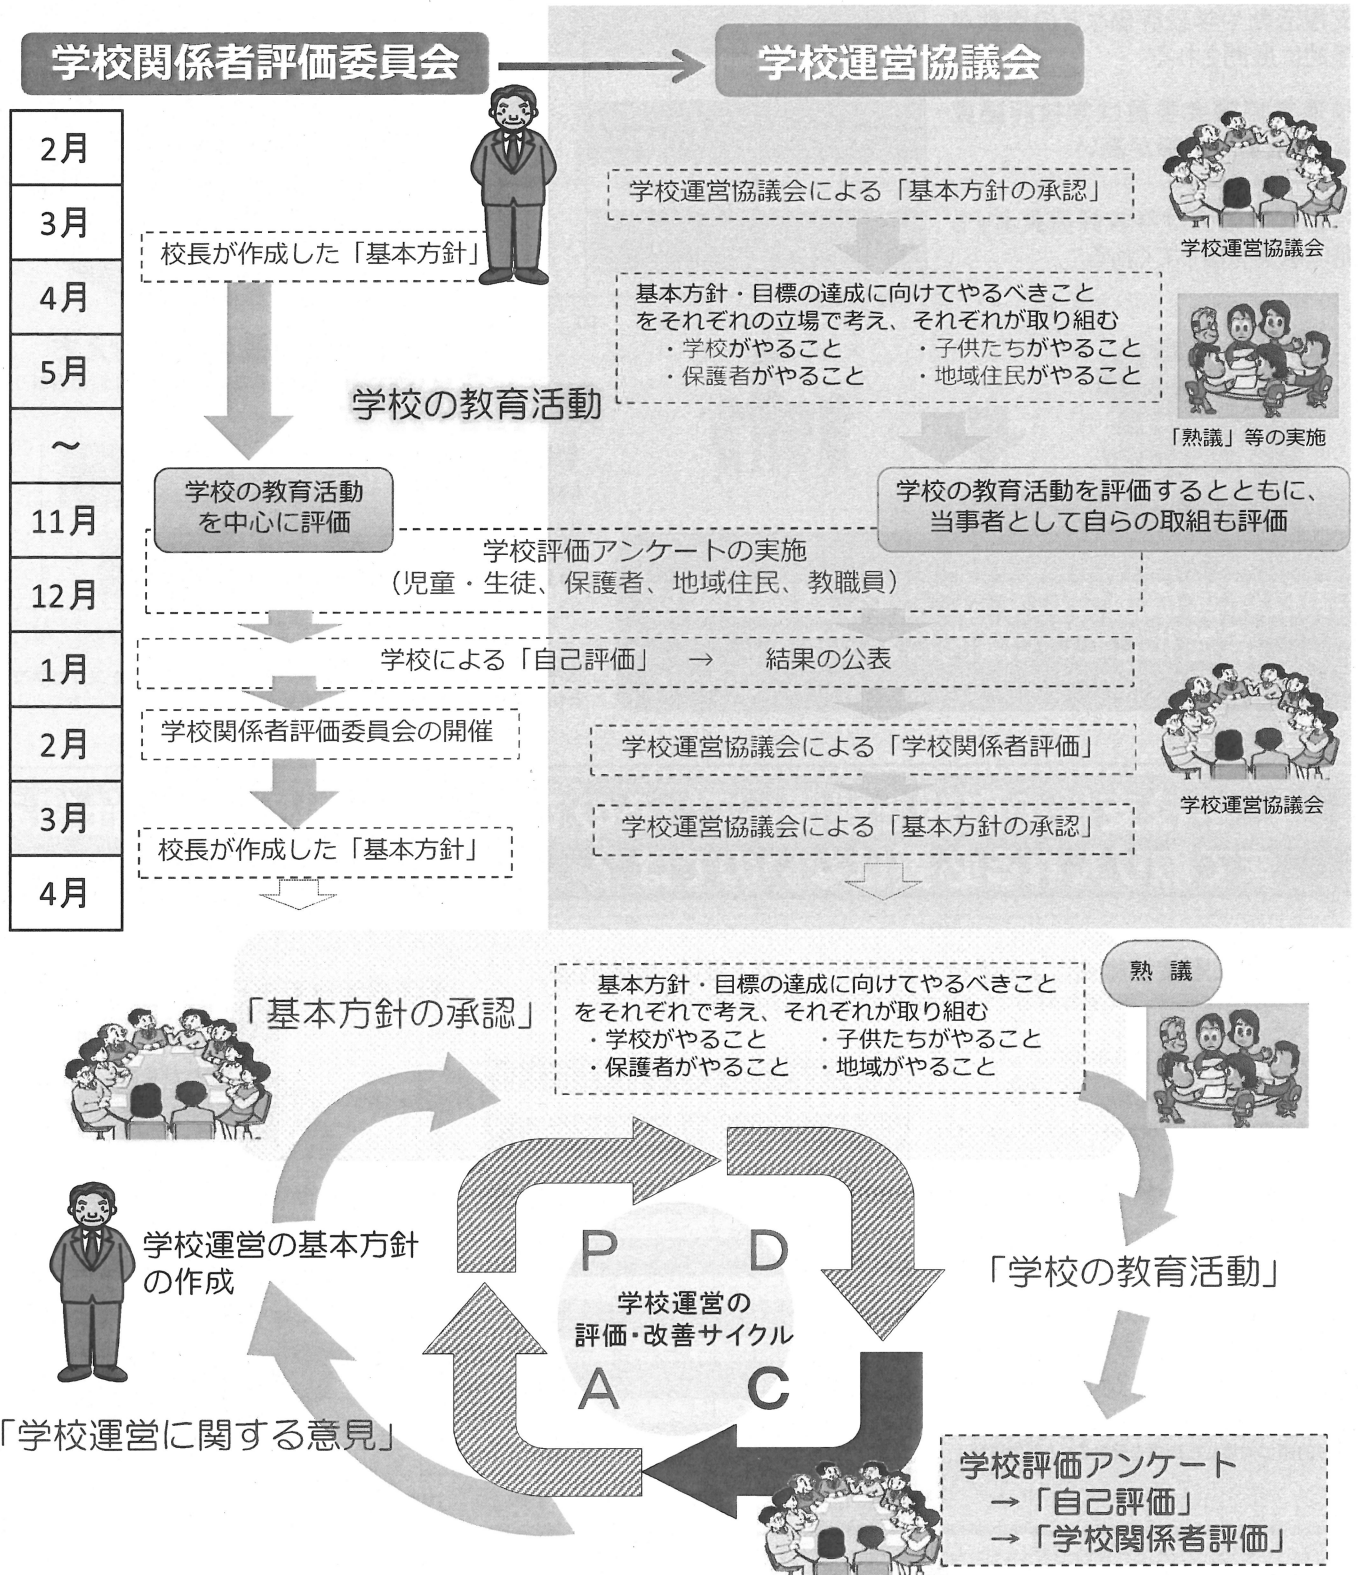 学校関係者評価委員会
学校運営協議会
2月
3月
4月
5月
～
11月
12月
1月
2月
3月
4月
校長が作成した「基本方針」
学校の教育活動
学校の教育活動
を中心に評価
学校運営協議会による「基本方針の承認」
学校運営協議会
基本方針・目標の達成に向けてやるべきこと
をそれぞれの立場で考え、それぞれが取り組む
・学校がやること ・子供たちがやること
・保護者がやること ・地域住民がやること
「熟議」等の実施
学校の教育活動を評価するとともに、
当事者として自らの取組も評価
学校評価アンケートの実施
（児童・生徒、保護者、地域住民、教職員）
学校による「自己評価」 → 結果の公表
学校関係者評価委員会の開催
学校運営協議会による「学校関係者評価」
学校運営協議会
校長が作成した「基本方針」
学校運営協議会による「基本方針の承認」
「基本方針の承認」
基本方針・目標の達成に向けてやるべきこと
をそれぞれで考え、それぞれが取り組む
・学校がやること ・子供たちがやること
・保護者がやること ・地域がやること
熟 議
学校運営の基本方針
の作成
P D
学校運営の
評価・改善サイクル
A C
「学校の教育活動」
「学校運営に関する意見」
学校評価アンケート
→「自己評価」
→「学校関係者評価」